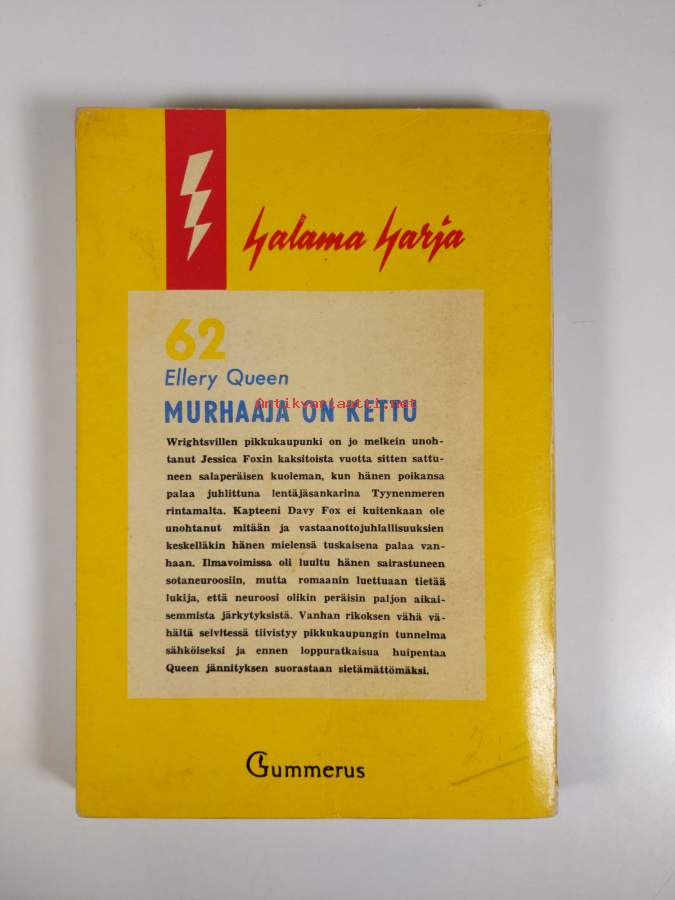 Salama Sarja
62
Ellery Queen
MURHAAJA ON KETTU
Antikvariaatti.net
Wrightsvillen pikkukaupunki on jo melkein unoh-
tanut Jessica Foxin kaksitoista vuotta sitten sattu-
neen salaperäisen kuoleman, kun hänen poikansa
palaa juhlittuna lentäjäsankarina Tyynenmeren
rintamalta. Kapteeni Davy Fox ei kuitenkaan ole
unohtanut mitään ja vastaanottojuhlallisuuksien
keskelläkin hänen mielensä tuskaisena palaa van-
haan. Ilmavoimissa oli luultu hänen sairastuneen
sotaneuroosiin, mutta romaanin luettuaan tietää
lukija, että neuroosi olikin peräisin paljon aikai-
semmista järkytyksistä. Vanhan rikoksen vähä vä-
hältä selvitessä tiivistyy pikkukaupungin tunnelma
sähköiseksi ja ennen loppuratkaisua huipentaa
Queen jännityksen suorastaan sietämättömäksi.
Gummerus